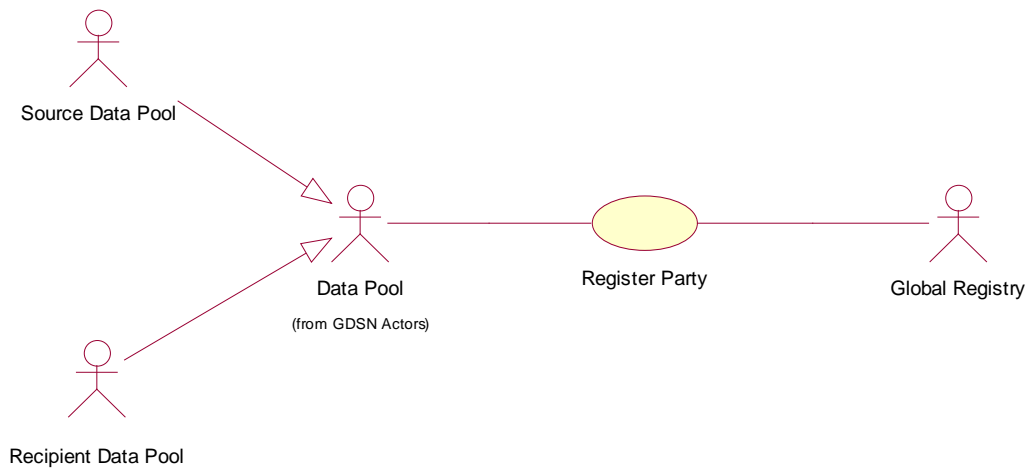 Source Data Pool
Data Pool
(from GDSN Actors)
Register Party
Global Registry
Recipient Data Pool